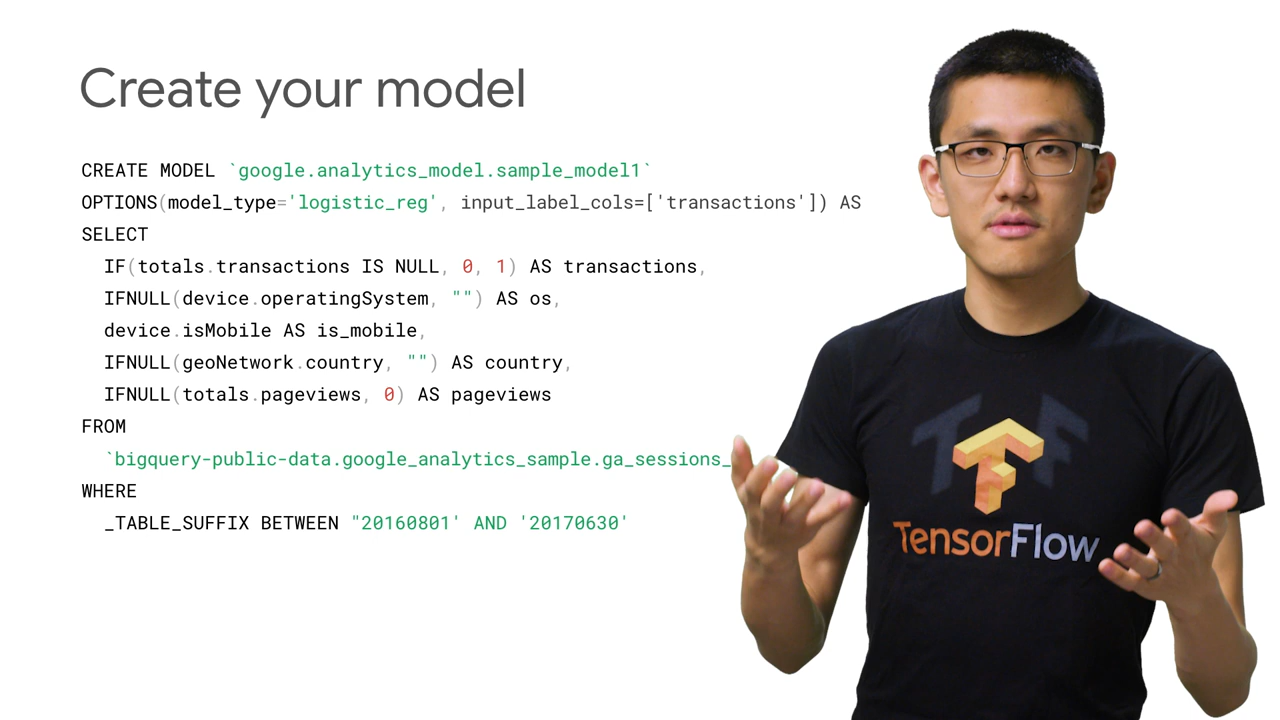 Create your model
CREATE MODEL `google.analytics_model.sample_model1`
OPTIONS(model_type='logistic_reg', input_label_cols=['transactions']) AS
SELECT
IF(totals.transactions IS NULL, 0, 1) AS transactions,
IFNULL(device.operatingSystem, "") AS os,
device.isMobile AS is_mobile,
IFNULL(geoNetwork.country, "") AS country,
IFNULL(totals.pageviews, 0) AS pageviews
FROM
`bigquery-public-data.google_analytics_sample.ga_sessions_
WHERE
_TABLE_SUFFIX BETWEEN "20160801' AND '20170630'
TensorFlow